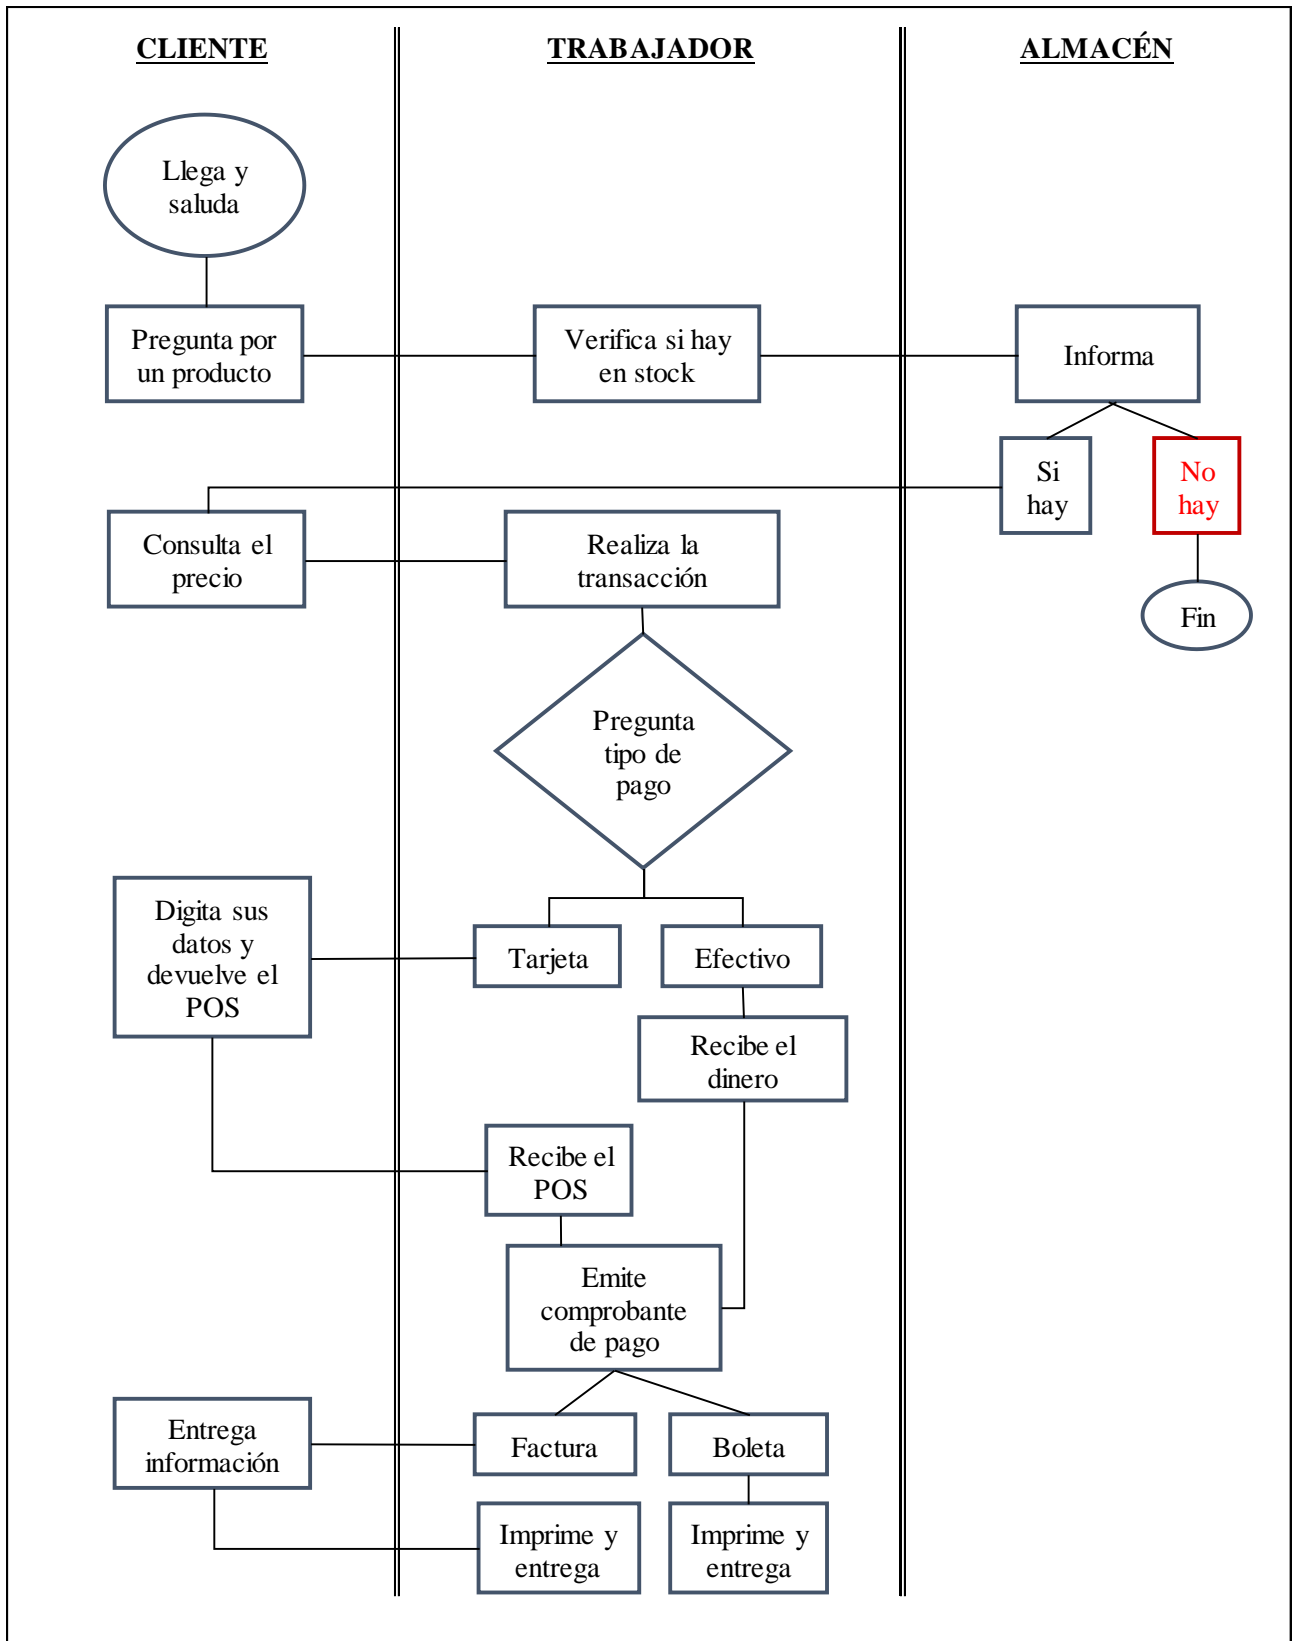 CLIENTE
TRABAJADOR
ALMACÉN
Llega y
saluda
Pregunta por
un producto
Verifica si hay
en stock
Informa
Si
hay
No
hay
Consulta el
precio
Realiza la
transacción
Fin
Pregunta
tipo de
pago
Digita sus
datos y
devuelve el
POS
Tarjeta
Efectivo
Recibe el
dinero
Recibe el
POS
Emite
comprobante
de pago
Entrega
información
Factura
Boleta
Imprime y
entrega
Imprime y
entrega